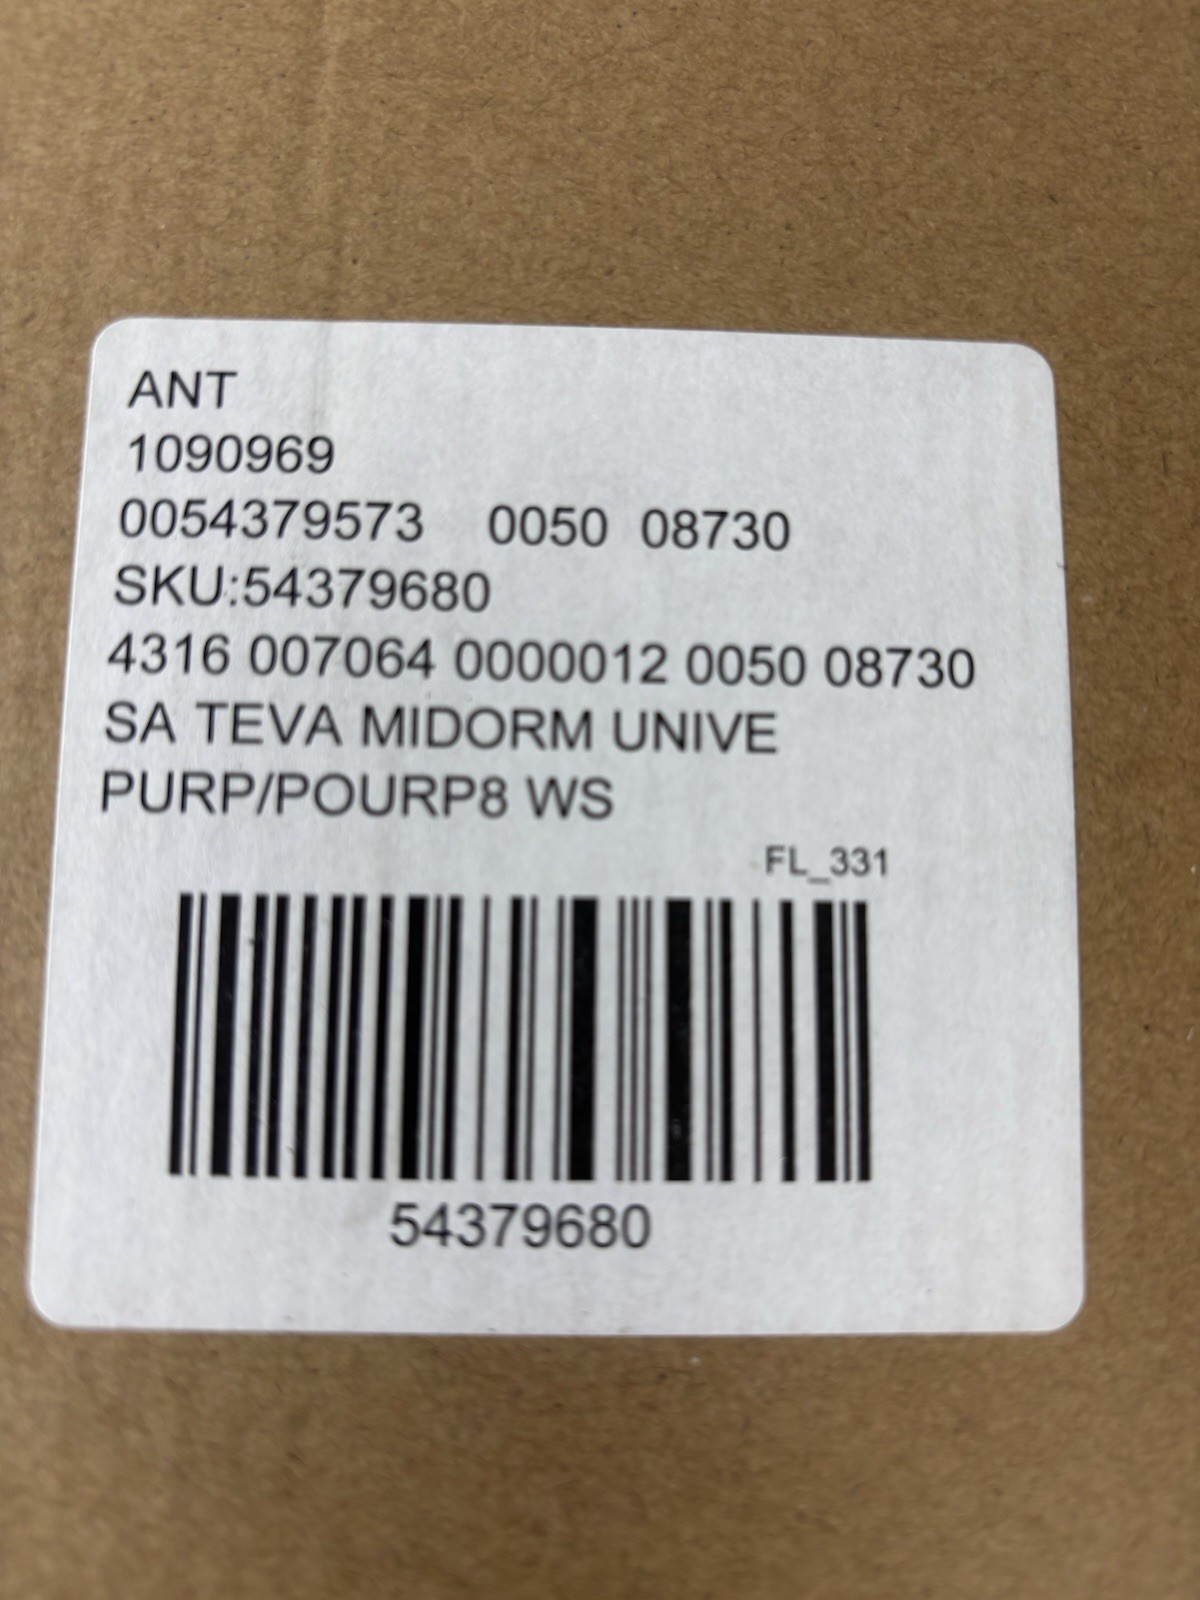 ANT
1090969
0054379573 0050 08730
SKU:54379680
4316 007064 0000012 0050 08730
SA TEVA MIDORM UNIVE
PURP/POURP8 WS
FL_331
54379680